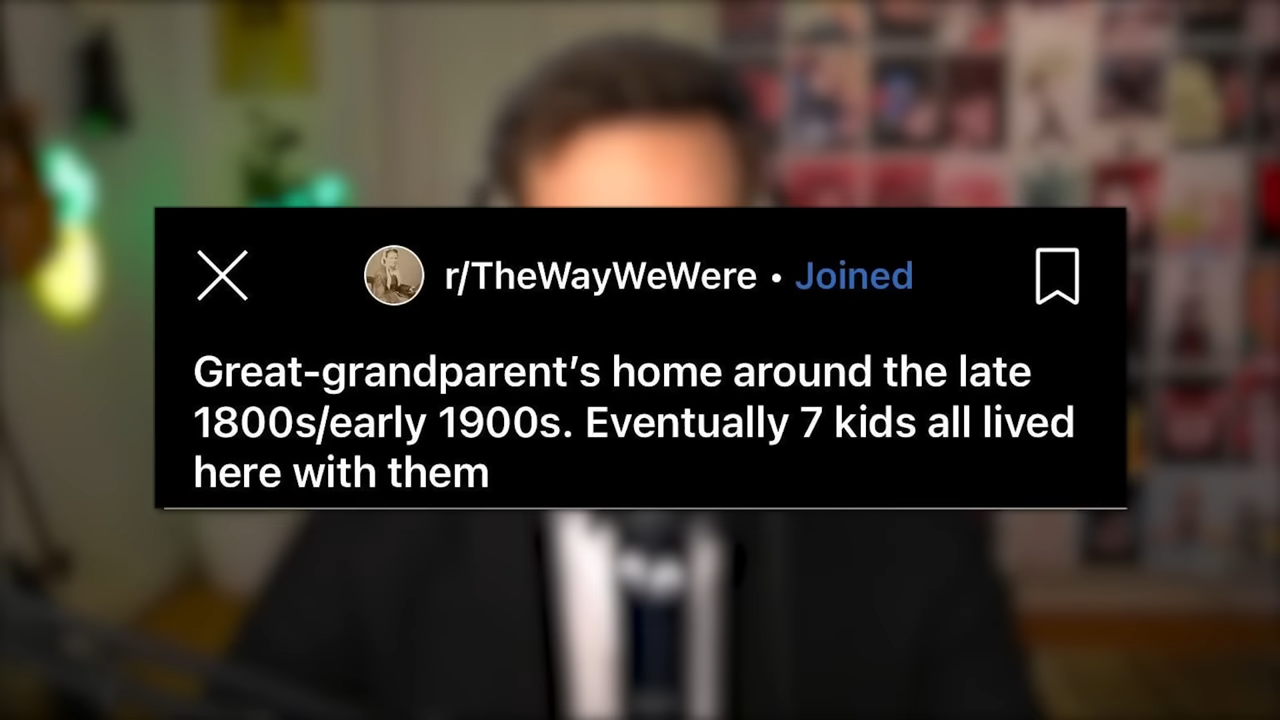 r/TheWayWeWere • Joined
Great-grandparent’s home around the late
1800s/early 1900s. Eventually 7 kids all lived
here with them